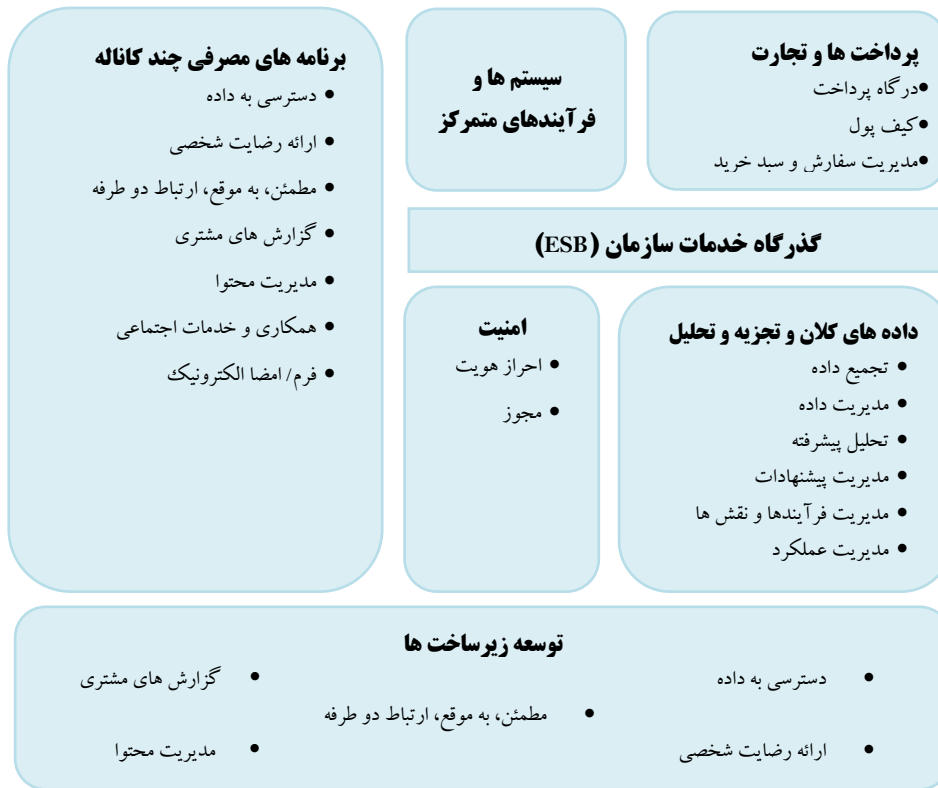 پرداخت ها و تجارت
•درگاه پرداخت
•کیف پول
•مدیریت سفارش و سبد خرید
سیستم ها و
فرآیندهای متمرکز
برنامه های مصرفی چند کاناله
• دسترسی به داده
• ارائه رضایت شخصی
• مطمئن، به موقع، ارتباط دو طرفه
• گزارش های مشتری
• مدیریت محتوا
• همکاری و خدمات اجتماعی
• فرم/ امضا الکترونیک
گذرگاه خدمات سازمان (ESB)
داده های کلان و تجزیه و تحلیل
• تجمیع داده
• مدیریت داده
• تحلیل پیشرفته
• مدیریت پیشنهادات
• مدیریت فرآیندها و نقش ها
• مدیریت عملکرد
امنیت
• احراز هویت
• مجوز
توسعه زیرساخت ها
• دسترسی به داده
• گزارش های مشتری
• مطمئن، به موقع، ارتباط دو طرفه
• ارائه رضایت شخصی
• مدیریت محتوا